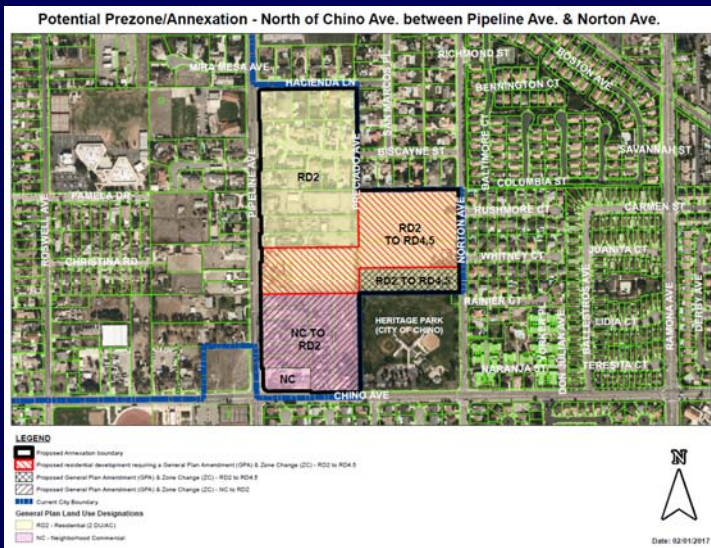 Potential Prezone/Annexation - North of Chino Ave. between Pipeline Ave. & Norton Ave.
MIRA MESA AVE
HACIENDA LN
SAN MARCOS PL
RICHMOND ST
BOSTON AVE
BENNINGTON CT
BALTIMORE CT
BISCAYNE ST
SAVANNAH ST
COLUMBIA ST
PIPELINE AVE
PRECIADO AVE
NORTON AVE
RD2
PAMELA DR
ROSWELL AVE
CHRISTINA RD
RD2
TO RD4.5
RUSHMORE CT
CARMEN ST
WHITNEY CT
JUANITA CT
RD2 TO RD4.5
RAINIER CT
BALLESTROS AVE
RAMONA AVE
DERBY AVE
NC TO
RD2
HERITAGE PARK
(CITY OF CHINO)
LIDIA CT
DON JULIAN AVE
NARANJA ST
TERESITA CT
NC
CHINO AVE
LEGEND
Proposed Annexation boundary
Proposed residential development requiring a General Plan Amendment (GPA) & Zone Change (ZC) - RD2 to RD4.5
Proposed General Plan Amendment (GPA) & Zone Change (ZC) - RD2 to RD4.5
Proposed General Plan Amendment (GPA) & Zone Change (ZC) - NC to RD2
Current City Boundary
General Plan Land Use Designations
RD2 - Residential (2 DU/AC)
NC - Neighborhood Commercial
N
Date: 02/01/2017